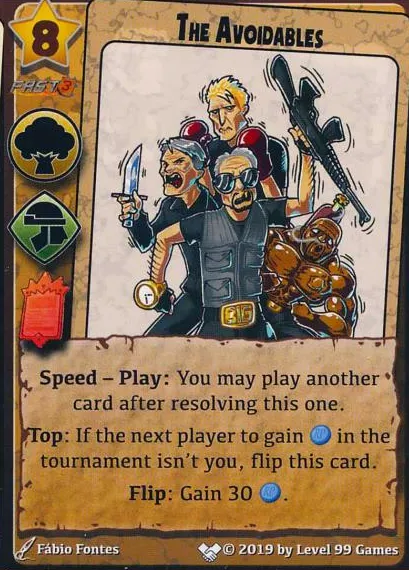 8
THE AVOIDABLES
FAST 3
BIG
Speed – Play: You may play another
card after resolving this one.
Top: If the next player to gain in the
tournament isn't you, flip this card.
Flip: Gain 30 .
Fábio Fontes
© 2019 by Level 99 Games